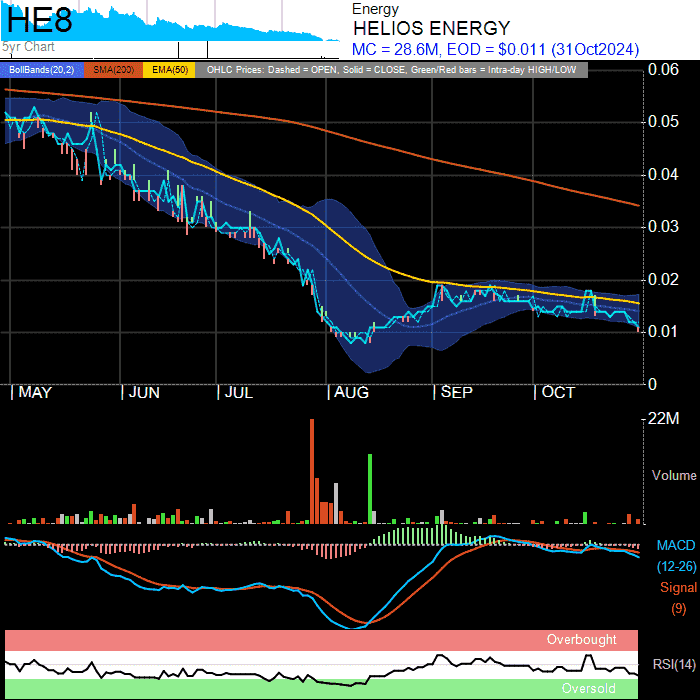 HE8
Energy
HELIOS ENERGY
5yr Chart
MC = 28.6M, EOD = $0.011 (31Oct2024)
BollBands(20,2) SMA(200) EMA(50) OHLC Prices: Dashed = OPEN, Solid = CLOSE, Green/Red bars = Intra-day HIGH/LOW
0.06
0.05
0.04
0.03
0.02
0.01
0
MAY JUN JUL AUG SEP OCT
22M
Volume
MACD
(12-26)
Signal
(9)
Overbought
RSI(14)
Oversold